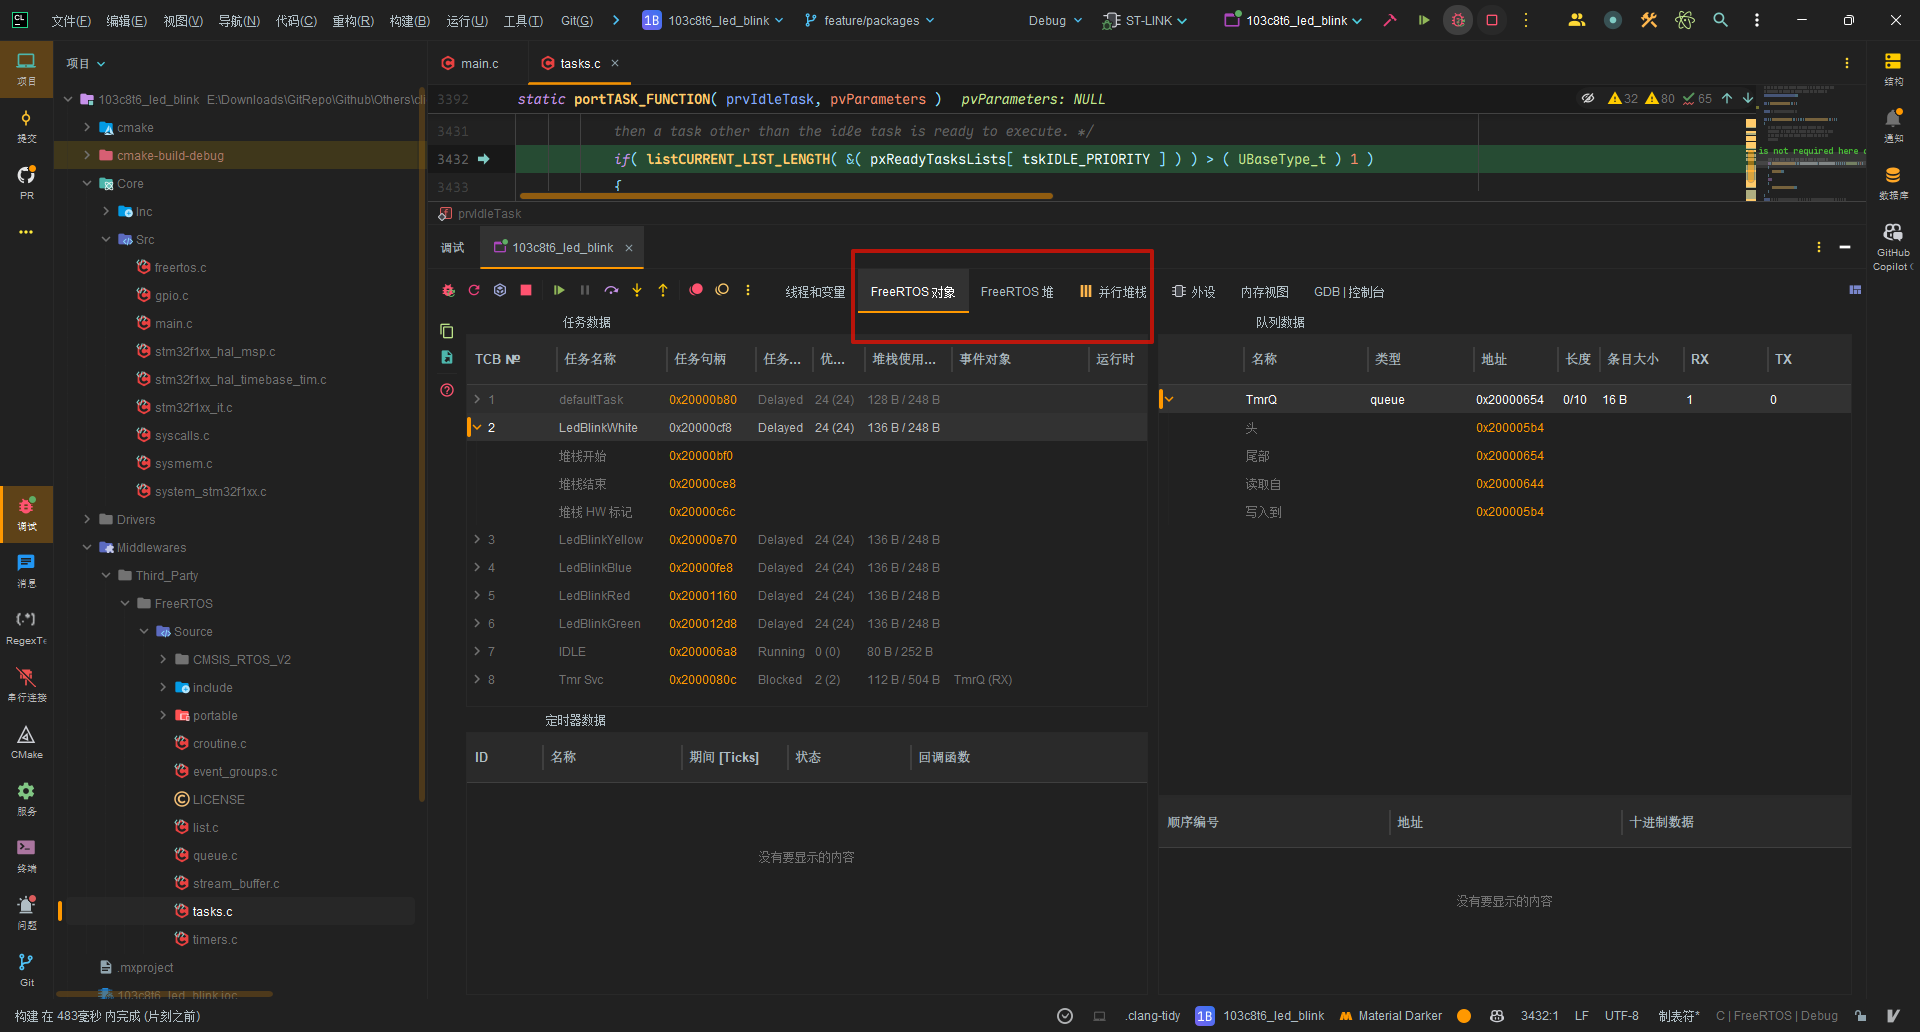 CL 文件(F) 编辑(E) 视图(V) 导航(N) 代码(C) 重构(R) 构建(B) 运行(U) 工具(T) Git(G) 1B 103c8t6_led_blink feature/packages Debug ST-LINK 103c8t6_led_blink
项目
提交
PR
调试
消息
RegexTe
串行连接
CMake
服务
终端
问题
Git
项目
103c8t6_led_blink E:\Downloads\GitRepo\Github\Others\di
cmake
cmake-build-debug
Core
Inc
Src
freertos.c
gpio.c
main.c
stm32f1xx_hal_msp.c
stm32f1xx_hal_timebase_tim.c
stm32f1xx_it.c
syscalls.c
sysmem.c
system_stm32f1xx.c
Drivers
Middlewares
Third_Party
FreeRTOS
Source
CMSIS_RTOS_V2
include
portable
croutine.c
event_groups.c
LICENSE
list.c
queue.c
stream_buffer.c
tasks.c
timers.c
.mxproject
103c8t6_led_blink.ioc
main.c tasks.c
3392 static portTASK_FUNCTION( prvIdleTask, pvParameters ) pvParameters: NULL 32 80 65
3431 then a task other than the idle task is ready to execute. */
3432 if( listCURRENT_LIST_LENGTH( &( pxReadyTasksLists[ tskIDLE_PRIORITY ] ) ) > ( UBaseType_t ) 1 )
3433 {
is not required here
prvIdleTask
调试 103c8t6_led_blink
线程和变量 FreeRTOS 对象 FreeRTOS 堆 并行堆栈 外设 内存视图 GDB | 控制台
任务数据
TCB № 任务名称 任务句柄 任务... 优... 堆栈使用... 事件对象 运行时
1 defaultTask 0x20000b80 Delayed 24 (24) 128 B / 248 B
2 LedBlinkWhite 0x20000cf8 Delayed 24 (24) 136 B / 248 B
堆栈开始 0x20000bf0
堆栈结束 0x20000ce8
堆栈 HW 标记 0x20000c6c
3 LedBlinkYellow 0x20000e70 Delayed 24 (24) 136 B / 248 B
4 LedBlinkBlue 0x20000fe8 Delayed 24 (24) 136 B / 248 B
5 LedBlinkRed 0x20001160 Delayed 24 (24) 136 B / 248 B
6 LedBlinkGreen 0x200012d8 Delayed 24 (24) 136 B / 248 B
7 IDLE 0x200006a8 Running 0 (0) 80 B / 252 B
8 Tmr Svc 0x2000080c Blocked 2 (2) 112 B / 504 B TmrQ (RX)
定时器数据
ID 名称 期间 [Ticks] 状态 回调函数
没有要显示的内容
队列数据
名称 类型 地址 长度 条目大小 RX TX
TmrQ queue 0x20000654 0/10 16 B 1 0
头 0x200005b4
尾部 0x20000654
读取自 0x20000644
写入到 0x200005b4
顺序编号 地址 十进制数据
没有要显示的内容
结构
通知
数据库
GitHub
Copilot
构建 在 483毫秒 内完成 (片刻之前) .clang-tidy 1B 103c8t6_led_blink Material Darker 3432:1 LF UTF-8 制表符* C | FreeRTOS | Debug